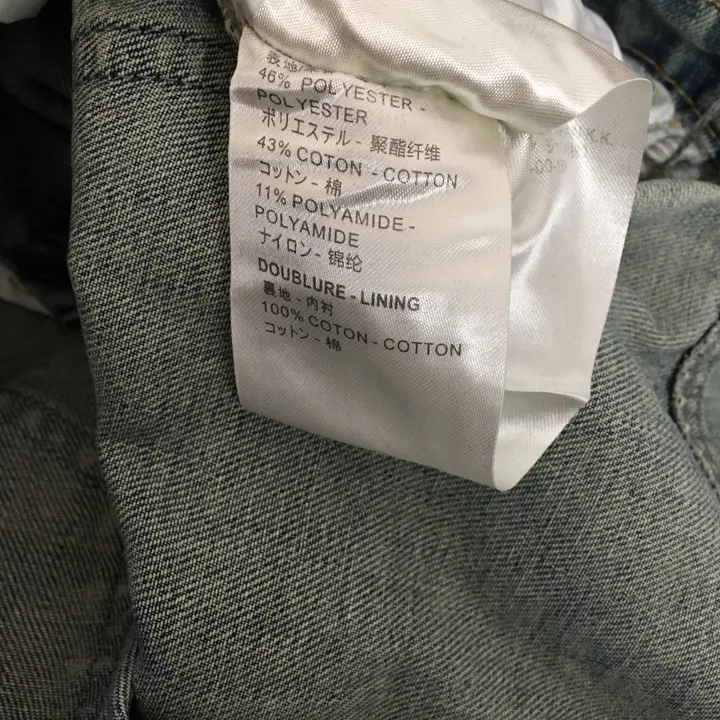 46% POLYESTER -
POLYESTER
ポリエステル - 聚酯纤维
43% COTON - COTTON
コットン - 棉
11% POLYAMIDE -
POLYAMIDE
ナイロン - 锦纶
DOUBLURE - LINING
裏地 - 内衬
100% COTON - COTTON
コットン - 棉